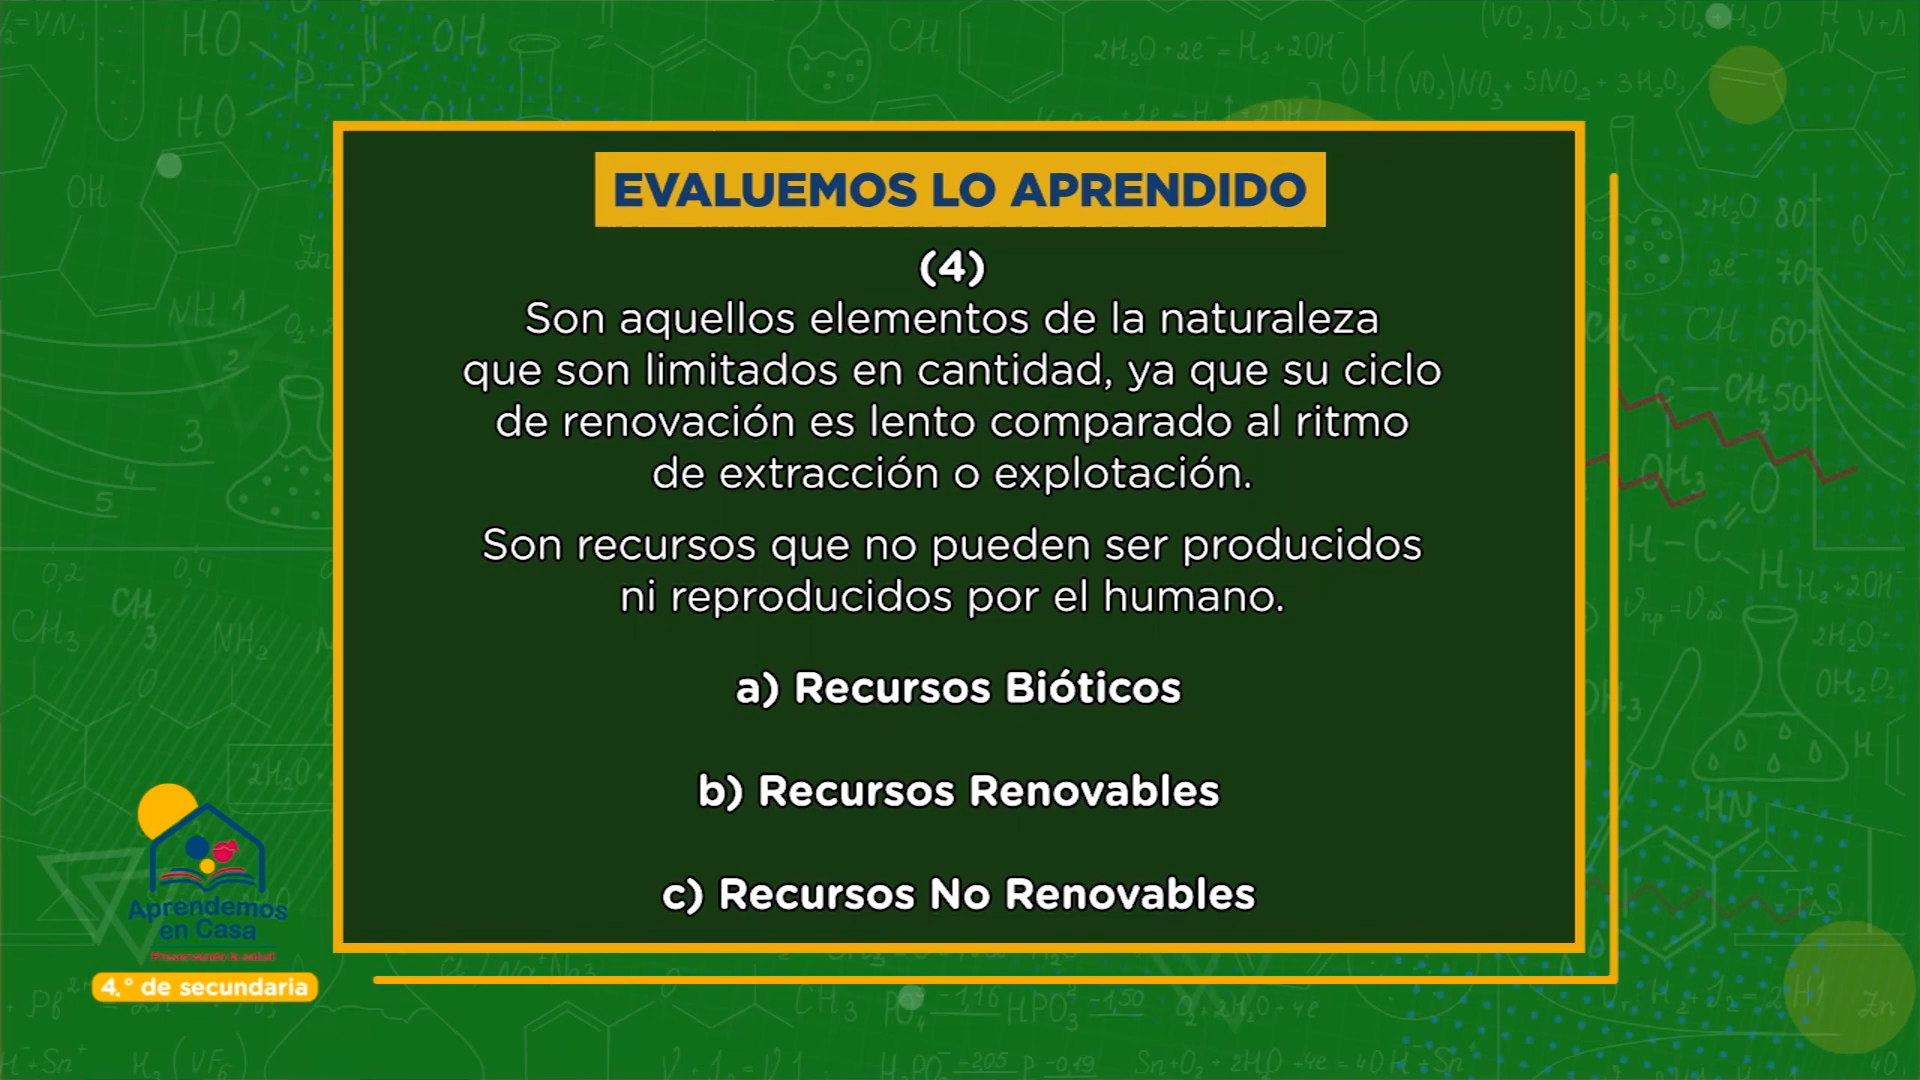 EVALUEMOS LO APRENDIDO
(4)
Son aquellos elementos de la naturaleza
que son limitados en cantidad, ya que su ciclo
de renovación es lento comparado al ritmo
de extracción o explotación.
Son recursos que no pueden ser producidos
ni reproducidos por el humano.
a) Recursos Bióticos
b) Recursos Renovables
c) Recursos No Renovables
Aprendemos
en Casa
4.° de secundaria